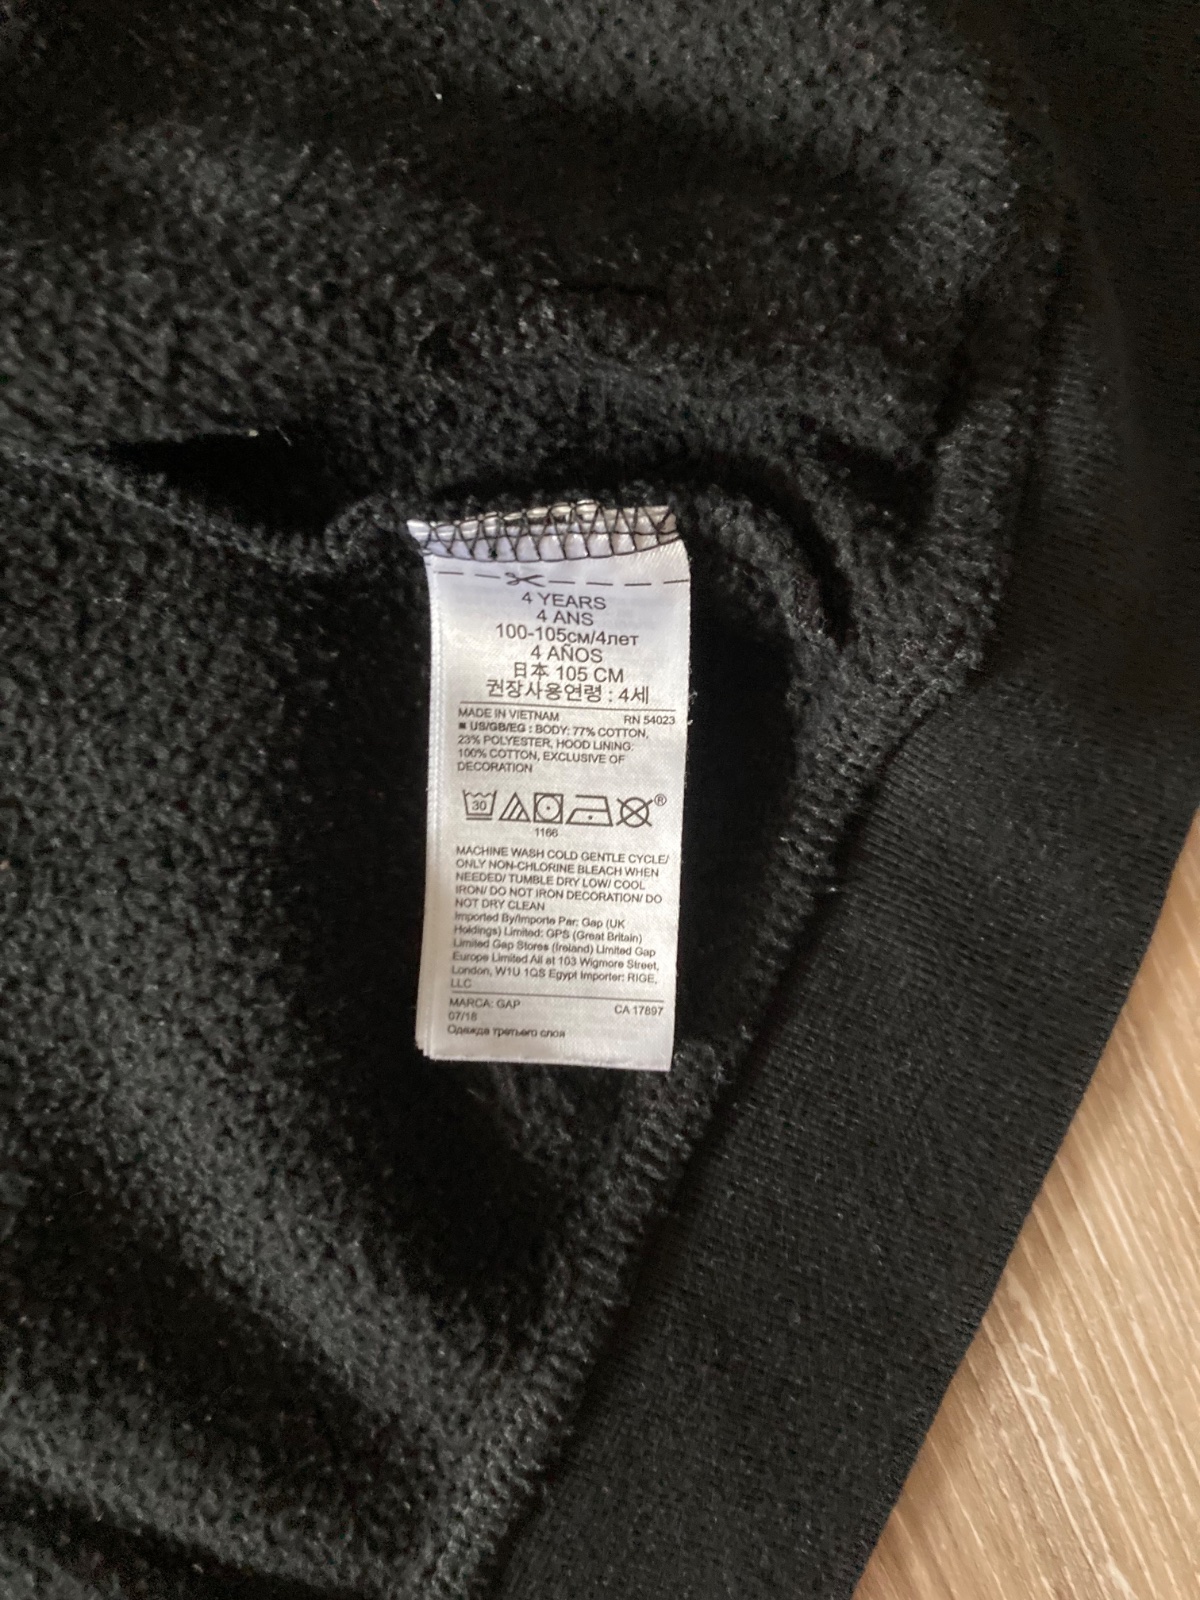 4 YEARS
4 ANS
100-105см/4лет
4 AÑOS
日本 105 CM
권장사용연령 : 4세
MADE IN VIETNAM RN 54023
■ US/GB/EG : BODY: 77% COTTON,
23% POLYESTER, HOOD LINING:
100% COTTON, EXCLUSIVE OF
DECORATION
30
®
1166
MACHINE WASH COLD GENTLE CYCLE/
ONLY NON-CHLORINE BLEACH WHEN
NEEDED/ TUMBLE DRY LOW/ COOL
IRON/ DO NOT IRON DECORATION/ DO
NOT DRY CLEAN
Imported By/Importe Par: Gap (UK
Holdings) Limited: GPS (Great Britain)
Limited Gap Stores (Ireland) Limited Gap
Europe Limited All at 103 Wigmore Street,
London, W1U 1QS Egypt Importer: RIGE,
LLC
MARCA: GAP CA 17897
07/18
Одежда третьего слоя